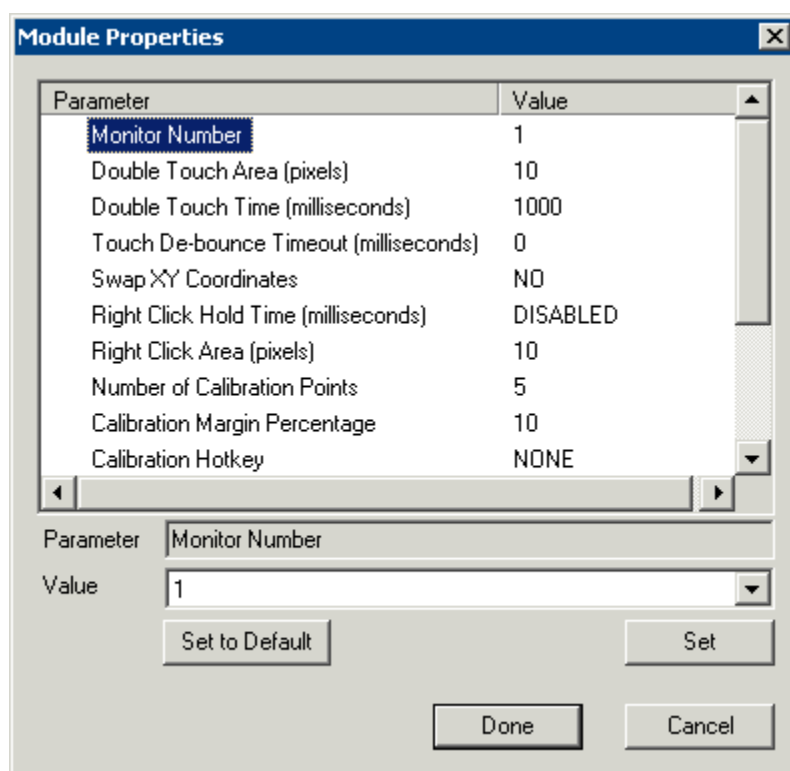 Module Properties
Parameter Value
Monitor Number 1
Double Touch Area (pixels) 10
Double Touch Time (milliseconds) 1000
Touch De-bounce Timeout (milliseconds) 0
Swap XY Coordinates NO
Right Click Hold Time (milliseconds) DISABLED
Right Click Area (pixels) 10
Number of Calibration Points 5
Calibration Margin Percentage 10
Calibration Hotkey NONE
Parameter Monitor Number
Value 1
Set to Default Set
Done Cancel